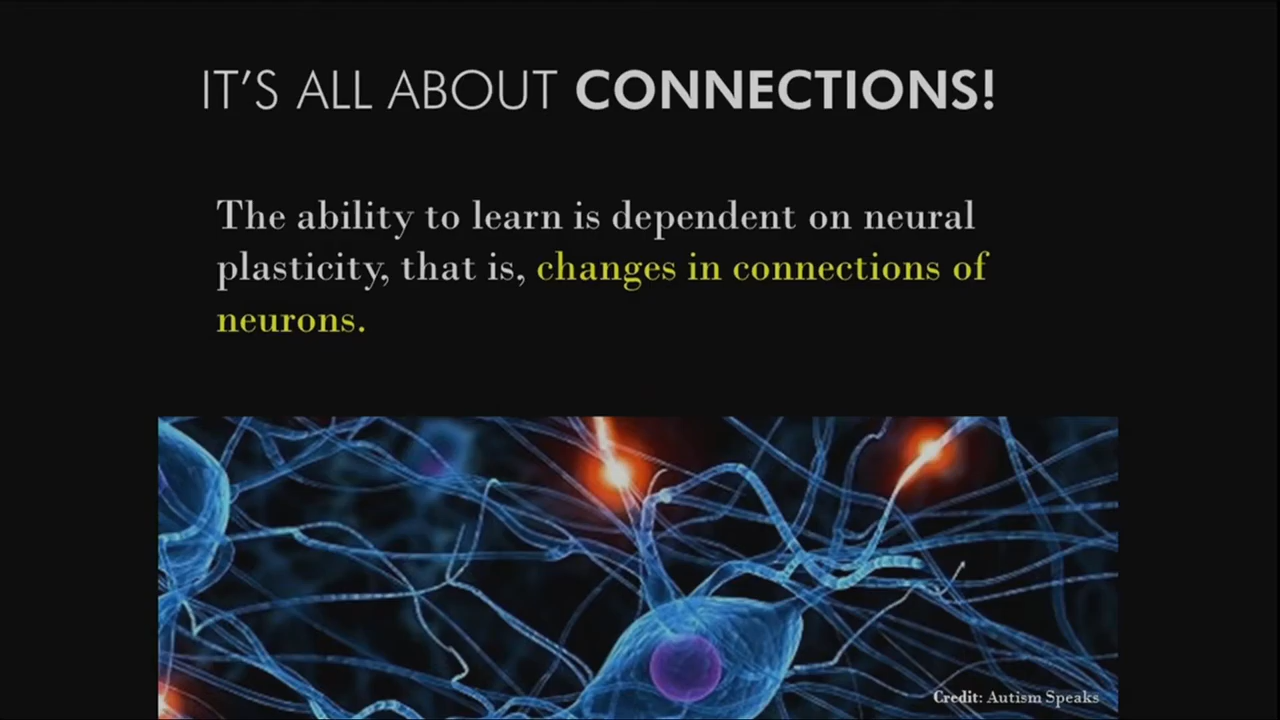 IT’S ALL ABOUT CONNECTIONS!
The ability to learn is dependent on neural
plasticity, that is, changes in connections of
neurons.
Credit: Autism Speaks